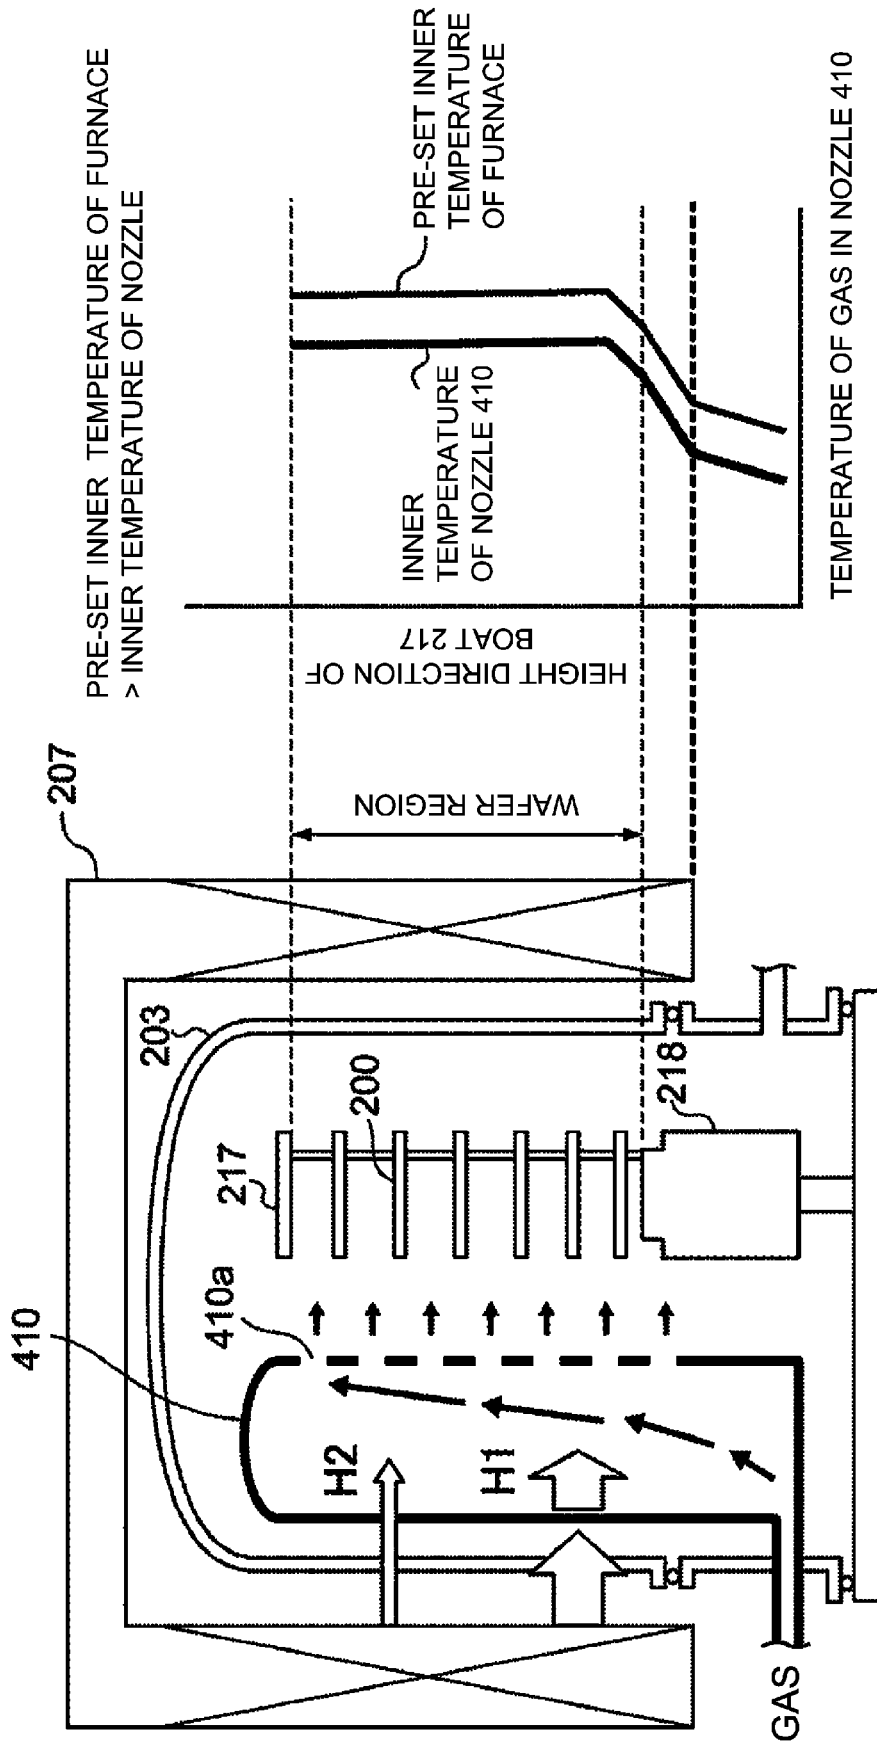 PRE-SET INNER TEMPERATURE OF FURNACE
> INNER TEMPERATURE OF NOZZLE
207
203
410
217
200
410a
H2
H1
218
GAS
WAFER REGION
HEIGHT DIRECTION OF
BOAT 217
INNER
TEMPERATURE
OF NOZZLE 410
PRE-SET INNER
TEMPERATURE
OF FURNACE
TEMPERATURE OF GAS IN NOZZLE 410